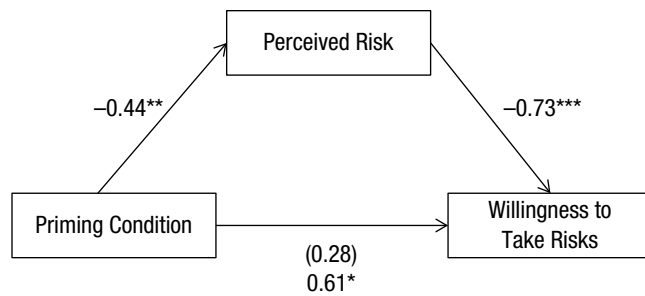 Perceived Risk
–0.44**
–0.73***
Priming Condition
Willingness to
Take Risks
(0.28)
0.61*